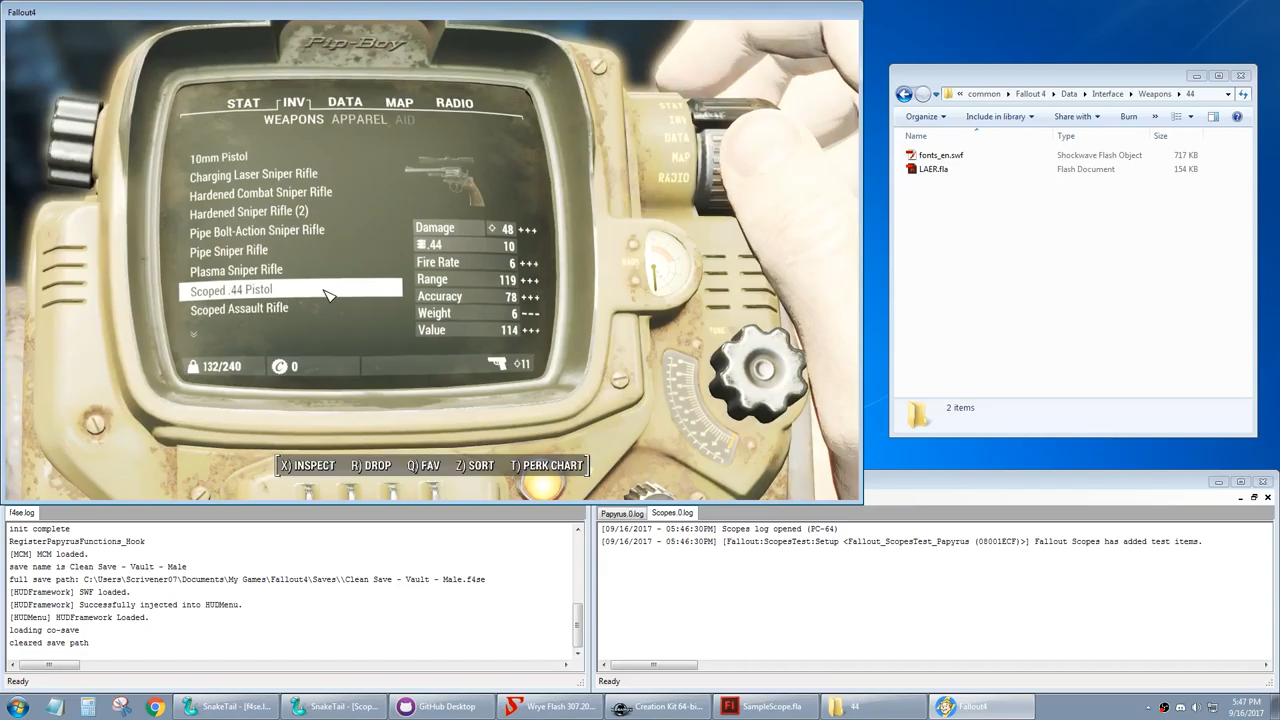 Fallout4
Pip-Boy
STAT INV DATA MAP RADIO
WEAPONS APPAREL AID
10mm Pistol
Charging Laser Sniper Rifle
Hardened Combat Sniper Rifle
Hardened Sniper Rifle (2)
Pipe Bolt-Action Sniper Rifle
Pipe Sniper Rifle
Plasma Sniper Rifle
Scoped .44 Pistol
Scoped Assault Rifle
Damage 48 +++
.44 10
Fire Rate 6 +++
Range 119 +++
Accuracy 78 +++
Weight 6 ---
Value 114 +++
132/240
0
11
STAT
INV
DATA
MAP
RADIO
RADS
TUNE
X) INSPECT R) DROP Q) FAV Z) SORT T) PERK CHART
« common Fallout 4 Data Interface Weapons 44
Organize Include in library Share with Burn »
Name Type Size
fonts_en.swf Shockwave Flash Object 717 KB
LAER.fla Flash Document 154 KB
2 items
f4se.log
init complete
RegisterPapyrusFunctions_Hook
[MCM] MCM loaded.
save name is Clean Save - Vault - Male
full save path: C:\Users\Scrivener07\Documents\My Games\Fallout4\Saves\\Clean Save - Vault - Male.f4se
[HUDFramework] SWF loaded.
[HUDFramework] Successfully injected into HUDMenu.
[HUDMenu] HUDFramework Loaded.
loading co-save
cleared save path
Ready
Papyrus.0.log Scopes.0.log
[09/16/2017 - 05:46:30PM] Scopes log opened (PC-64)
[09/16/2017 - 05:46:30PM] [Fallout:ScopesTest:Setup <Fallout_ScopesTest_Papyrus (08001ECF)>] Fallout Scopes has added test items.
Ready
SnakeTail - [f4se.l... SnakeTail - [Scop... GitHub Desktop Wrye Flash 307.20... Creation Kit 64-bi... SampleScope.fla 44 Fallout4
5:47 PM
9/16/2017